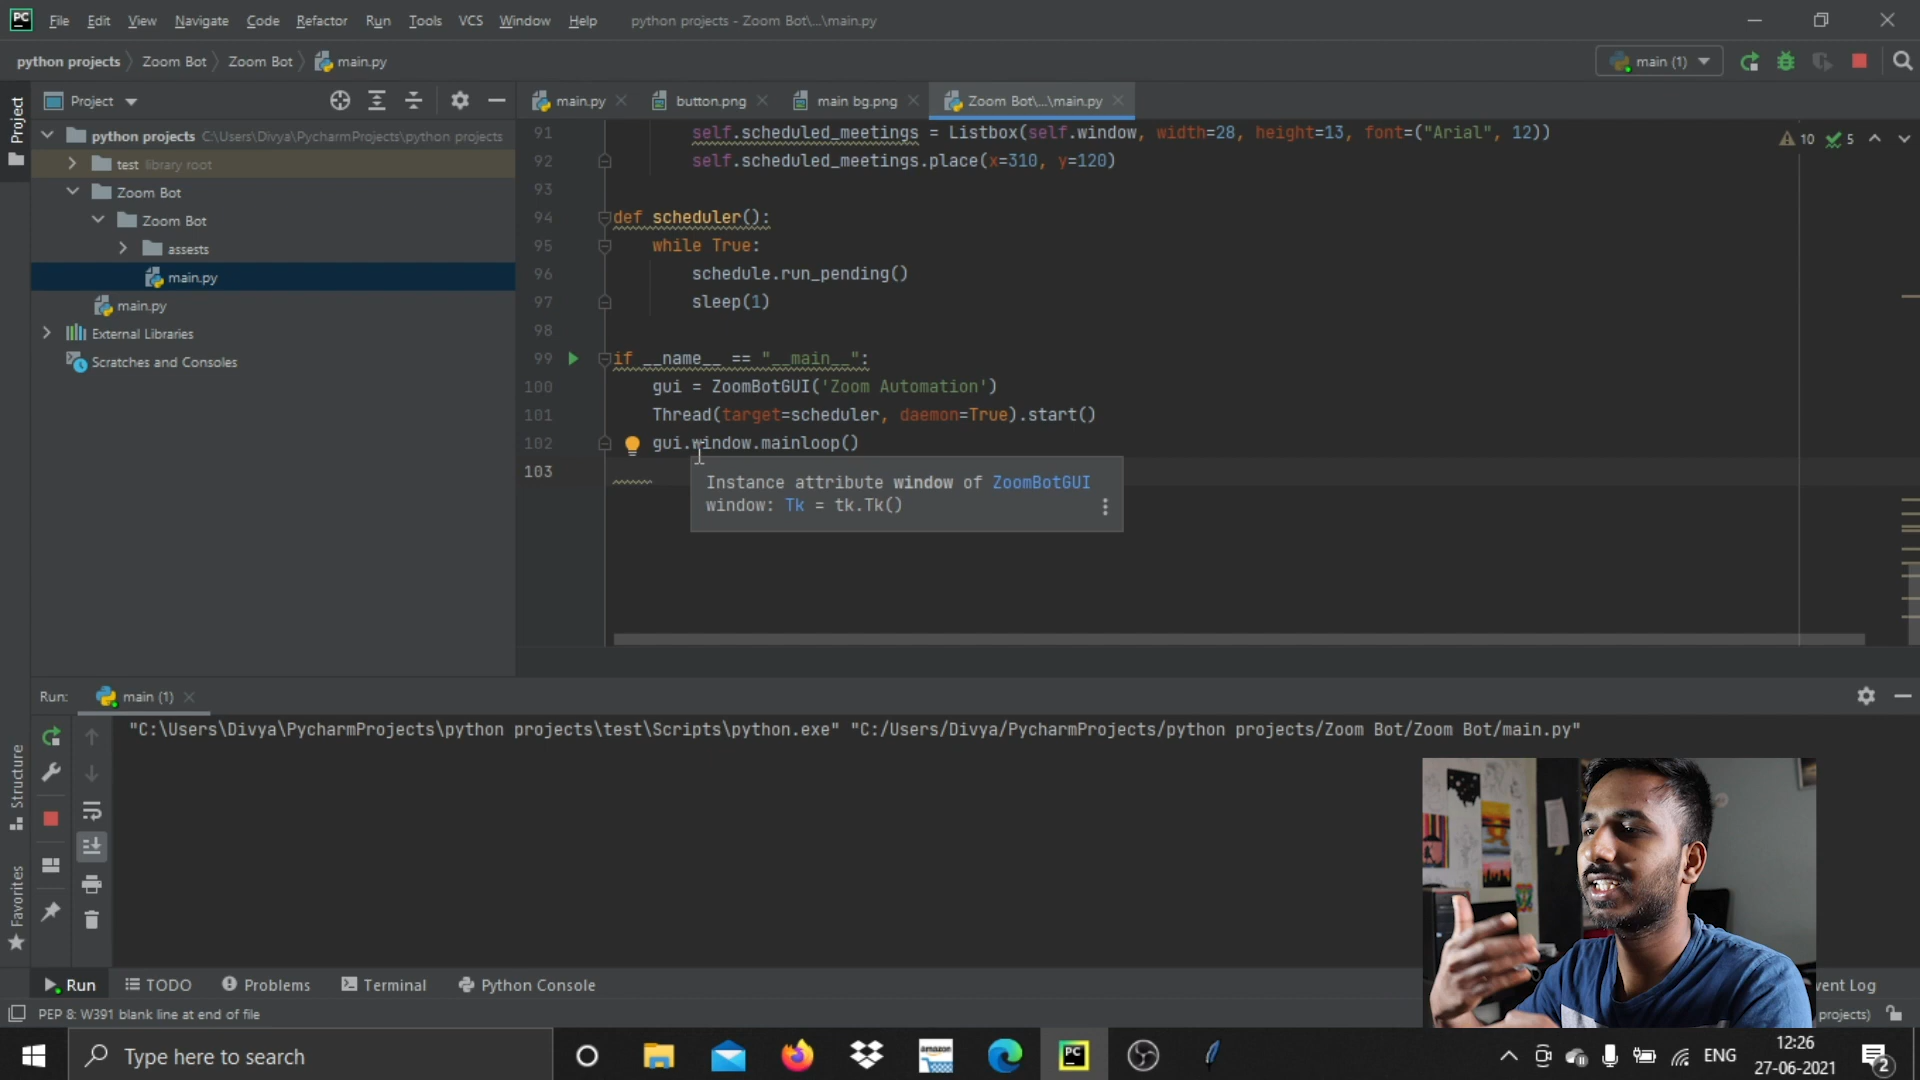 PC File Edit View Navigate Code Refactor Run Tools VCS Window Help python projects - Zoom Bot\...\main.py
python projects Zoom Bot Zoom Bot main.py main (1)
Project
Project
main.py button.png main bg.png Zoom Bot\...\main.py
python projects C:\Users\Divya\PycharmProjects\python projects
test library root
Zoom Bot
Zoom Bot
assests
main.py
main.py
External Libraries
Scratches and Consoles
91 self.scheduled_meetings = Listbox(self.window, width=28, height=13, font=("Arial", 12))
10 5
92 self.scheduled_meetings.place(x=310, y=120)
93
94 def scheduler():
95 while True:
96 schedule.run_pending()
97 sleep(1)
98
99 if __name__ == "__main__":
100 gui = ZoomBotGUI('Zoom Automation')
101 Thread(target=scheduler, daemon=True).start()
102 gui.window.mainloop()
103
Instance attribute window of ZoomBotGUI
window: Tk = tk.Tk()
Run: main (1)
"C:\Users\Divya\PycharmProjects\python projects\test\Scripts\python.exe" "C:/Users/Divya/PycharmProjects/python projects/Zoom Bot/Zoom Bot/main.py"
Structure
Favorites
Run TODO Problems Terminal Python Console vent Log
PEP 8: W391 blank line at end of file projects)
Type here to search
amazon
PC
ENG
12:26
27-06-2021
2